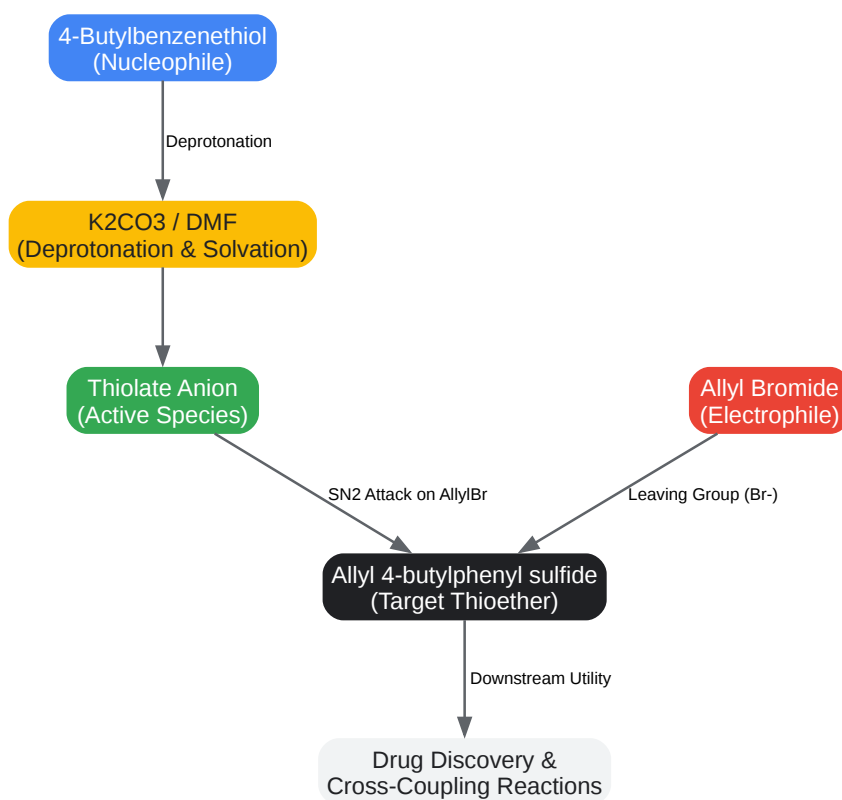 4-Butylbenzenethiol
(Nucleophile)
Deprotonation
K2CO3 / DMF
(Deprotonation & Solvation)
Thiolate Anion
(Active Species)
Allyl Bromide
(Electrophile)
SN2 Attack on AllylBr
Leaving Group (Br-)
Allyl 4-butylphenyl sulfide
(Target Thioether)
Downstream Utility
Drug Discovery &
Cross-Coupling Reactions